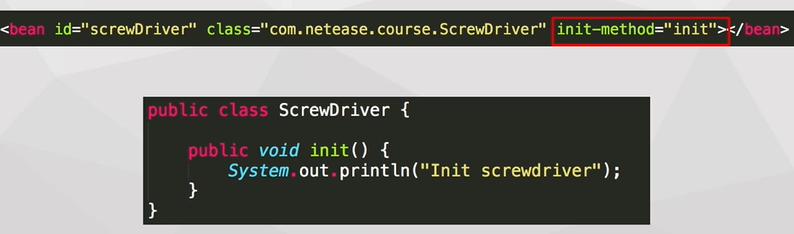 <bean id="screwDriver" class="com.netease.course.ScrewDriver" init-method="init"></bean>
public class ScrewDriver {
public void init() {
System.out.println("Init screwdriver");
}
}